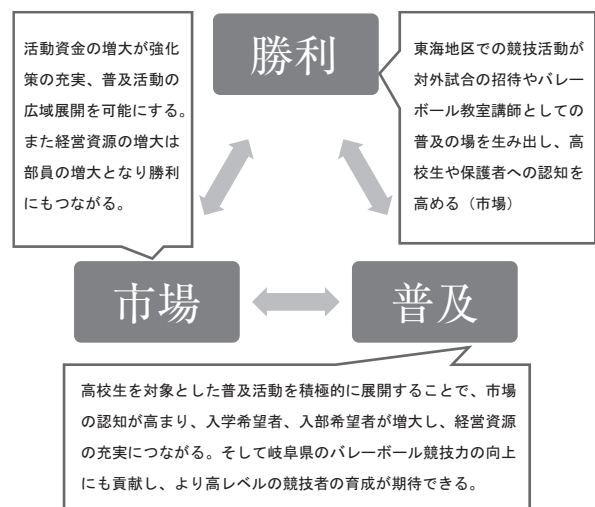 活動資金の増大が強化
策の充実、普及活動の
広域展開を可能にする。
また経営資源の増大は
部員の増大となり勝利
にもつながる。
勝利
東海地区での競技活動が
対外試合の招待やバレー
ボール教室講師としての
普及の場を生み出し、高
校生や保護者への認知を
高める（市場）
市場
普及
高校生を対象とした普及活動を積極的に展開することで、市場
の認知が高まり、入学希望者、入部希望者が増大し、経営資源
の充実につながる。そして岐阜県のバレーボール競技力の向上
にも貢献し、より高レベルの競技者の育成が期待できる。